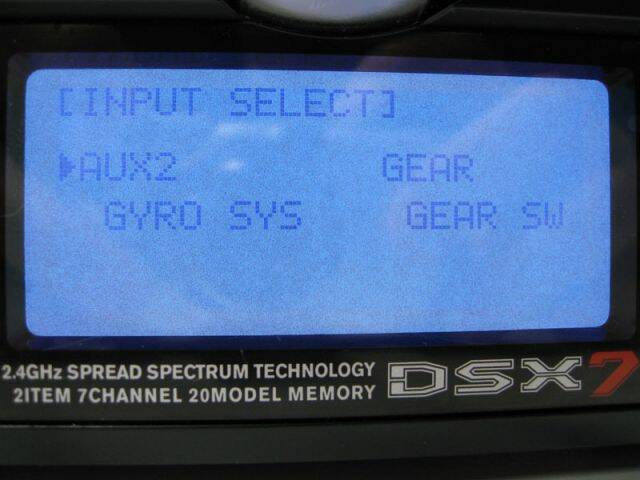 [INPUT SELECT]
▶AUX2 GEAR
GYRO SYS GEAR SW
2.4GHz SPREAD SPECTRUM TECHNOLOGY
2ITEM 7CHANNEL 20MODEL MEMORY
DSX7